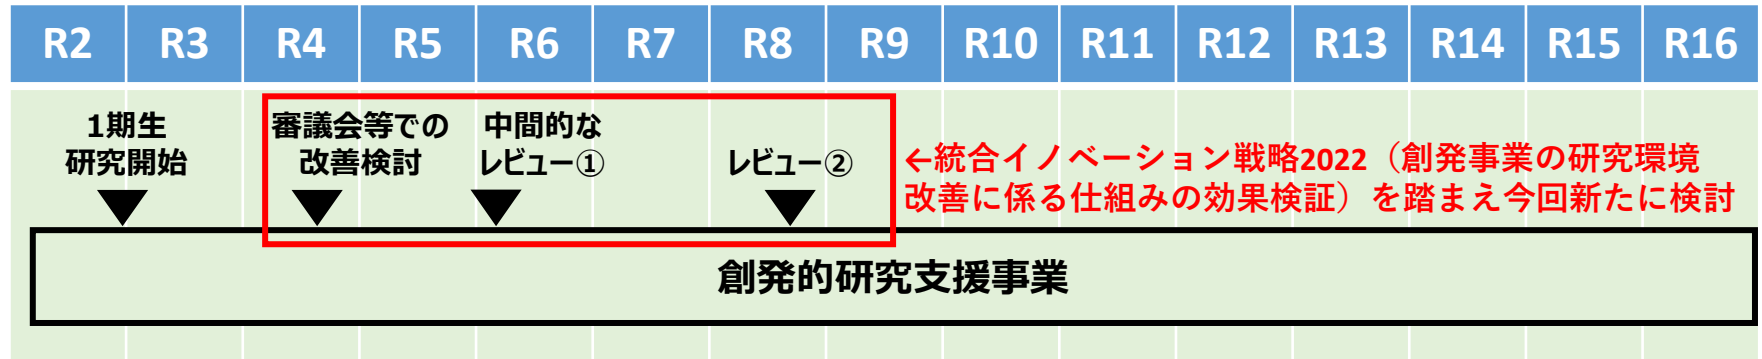 R2 R3 R4 R5 R6 R7 R8 R9 R10 R11 R12 R13 R14 R15 R16
1期生
研究開始
審議会等での
改善検討
中間的な
レビュー①
レビュー②
←統合イノベーション戦略2022（創発事業の研究環境
改善に係る仕組みの効果検証）を踏まえ今回新たに検討
創発的研究支援事業